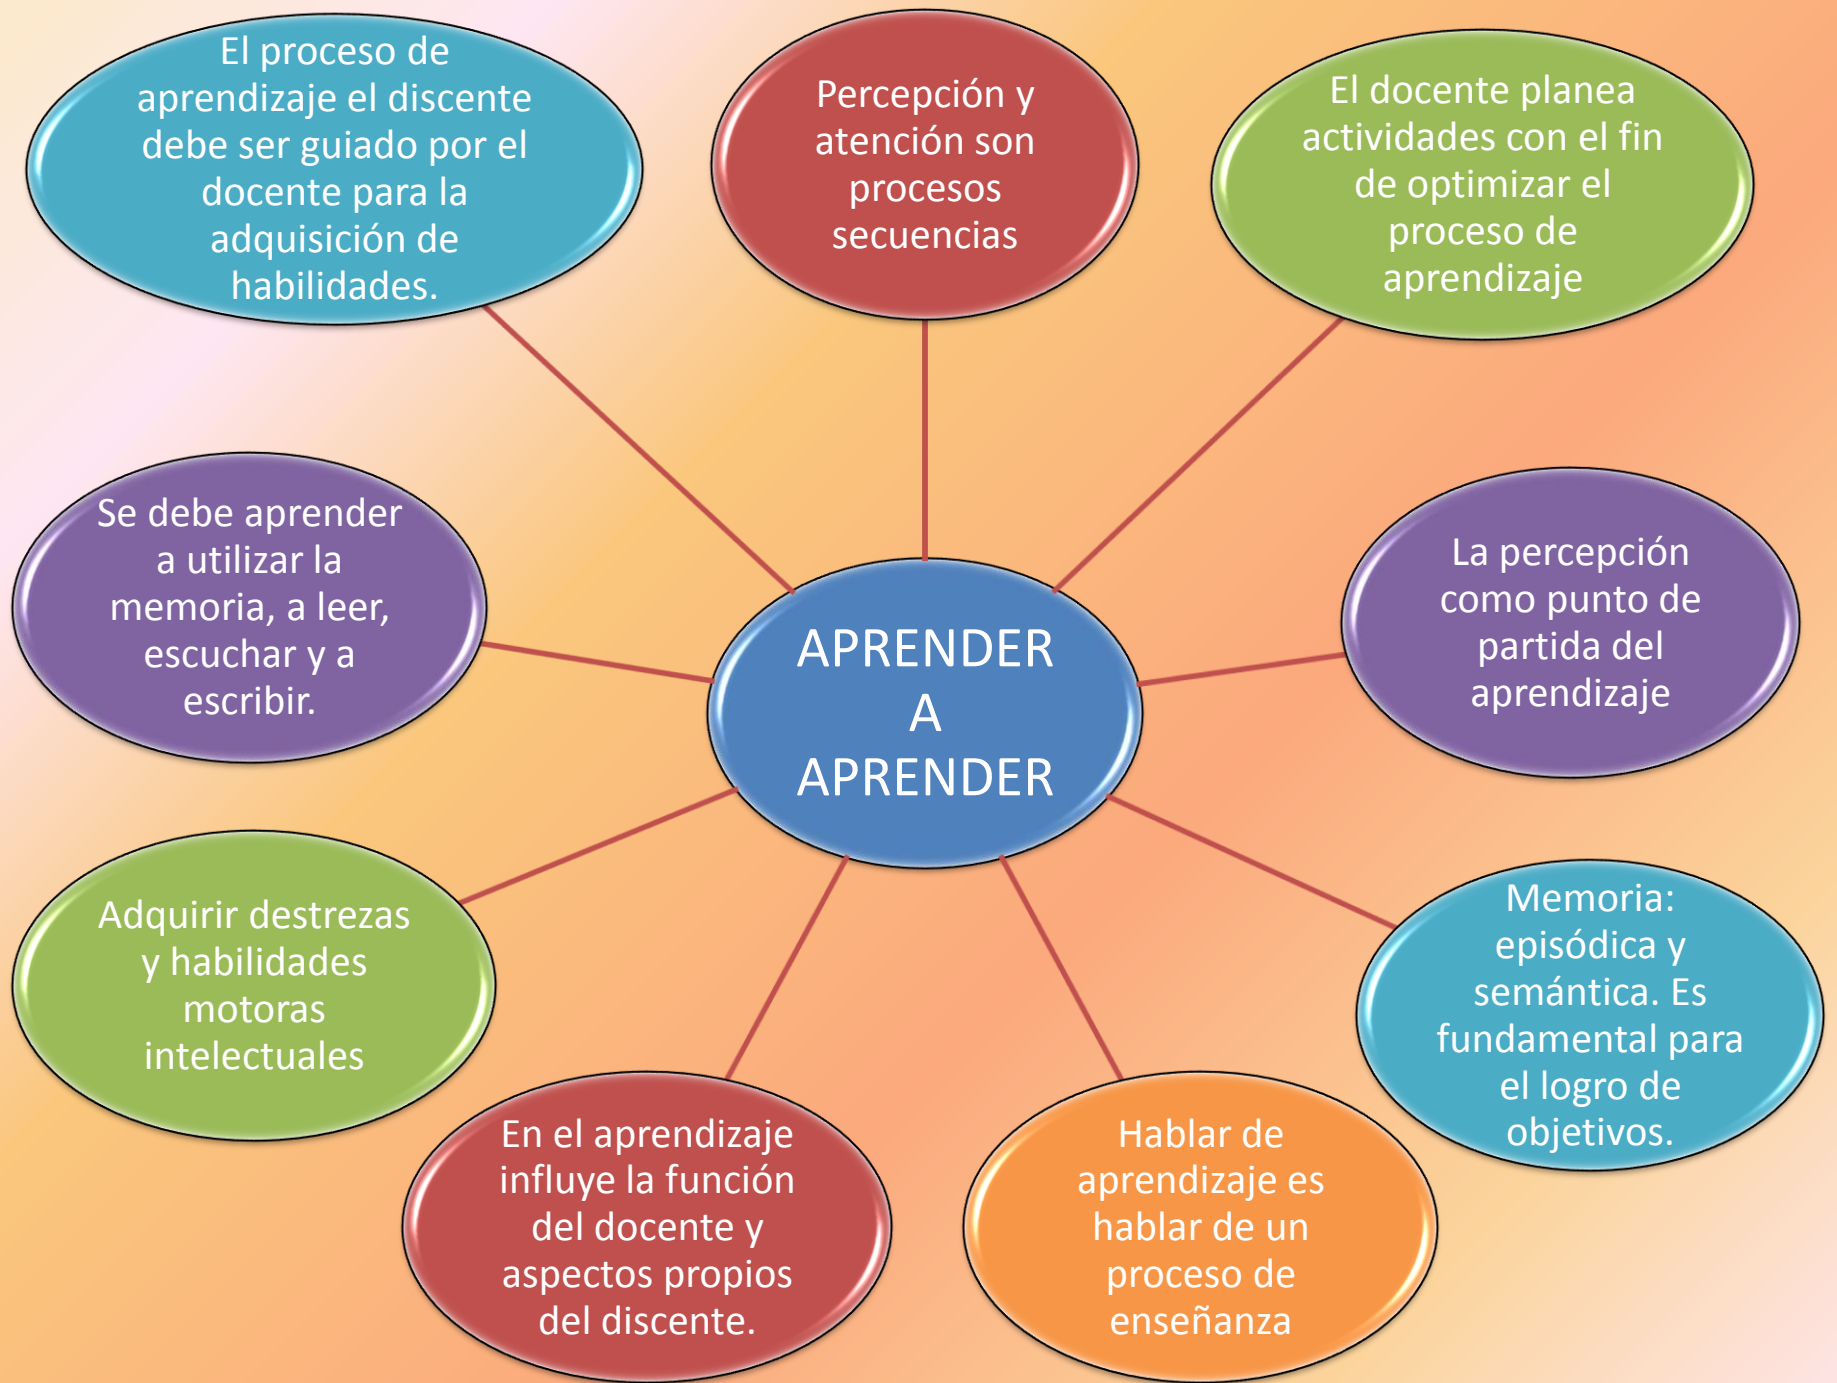 El proceso de
aprendizaje el discente
debe ser guiado por el
docente para la
adquisición de
habilidades.
Percepción y
atención son
procesos
secuencias
El docente planea
actividades con el fin
de optimizar el
proceso de
aprendizaje
Se debe aprender
a utilizar la
memoria, a leer,
escuchar y a
escribir.
APRENDER
A
APRENDER
La percepción
como punto de
partida del
aprendizaje
Adquirir destrezas
y habilidades
motoras
intelectuales
Memoria:
episódica y
semántica. Es
fundamental para
el logro de
objetivos.
En el aprendizaje
influye la función
del docente y
aspectos propios
del discente.
Hablar de
aprendizaje es
hablar de un
proceso de
enseñanza